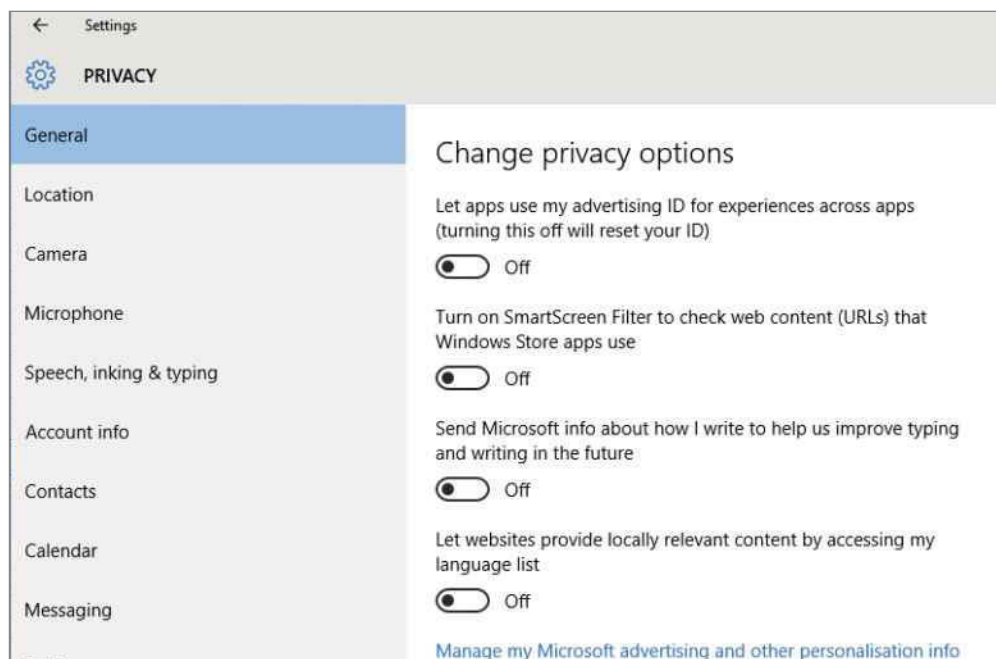 Settings
PRIVACY
General
Location
Camera
Microphone
Speech, inking & typing
Account info
Contacts
Calendar
Messaging
Change privacy options
Let apps use my advertising ID for experiences across apps
(turning this off will reset your ID)
Off
Turn on SmartScreen Filter to check web content (URLs) that
Windows Store apps use
Off
Send Microsoft info about how I write to help us improve typing
and writing in the future
Off
Let websites provide locally relevant content by accessing my
language list
Off
Manage my Microsoft advertising and other personalisation info